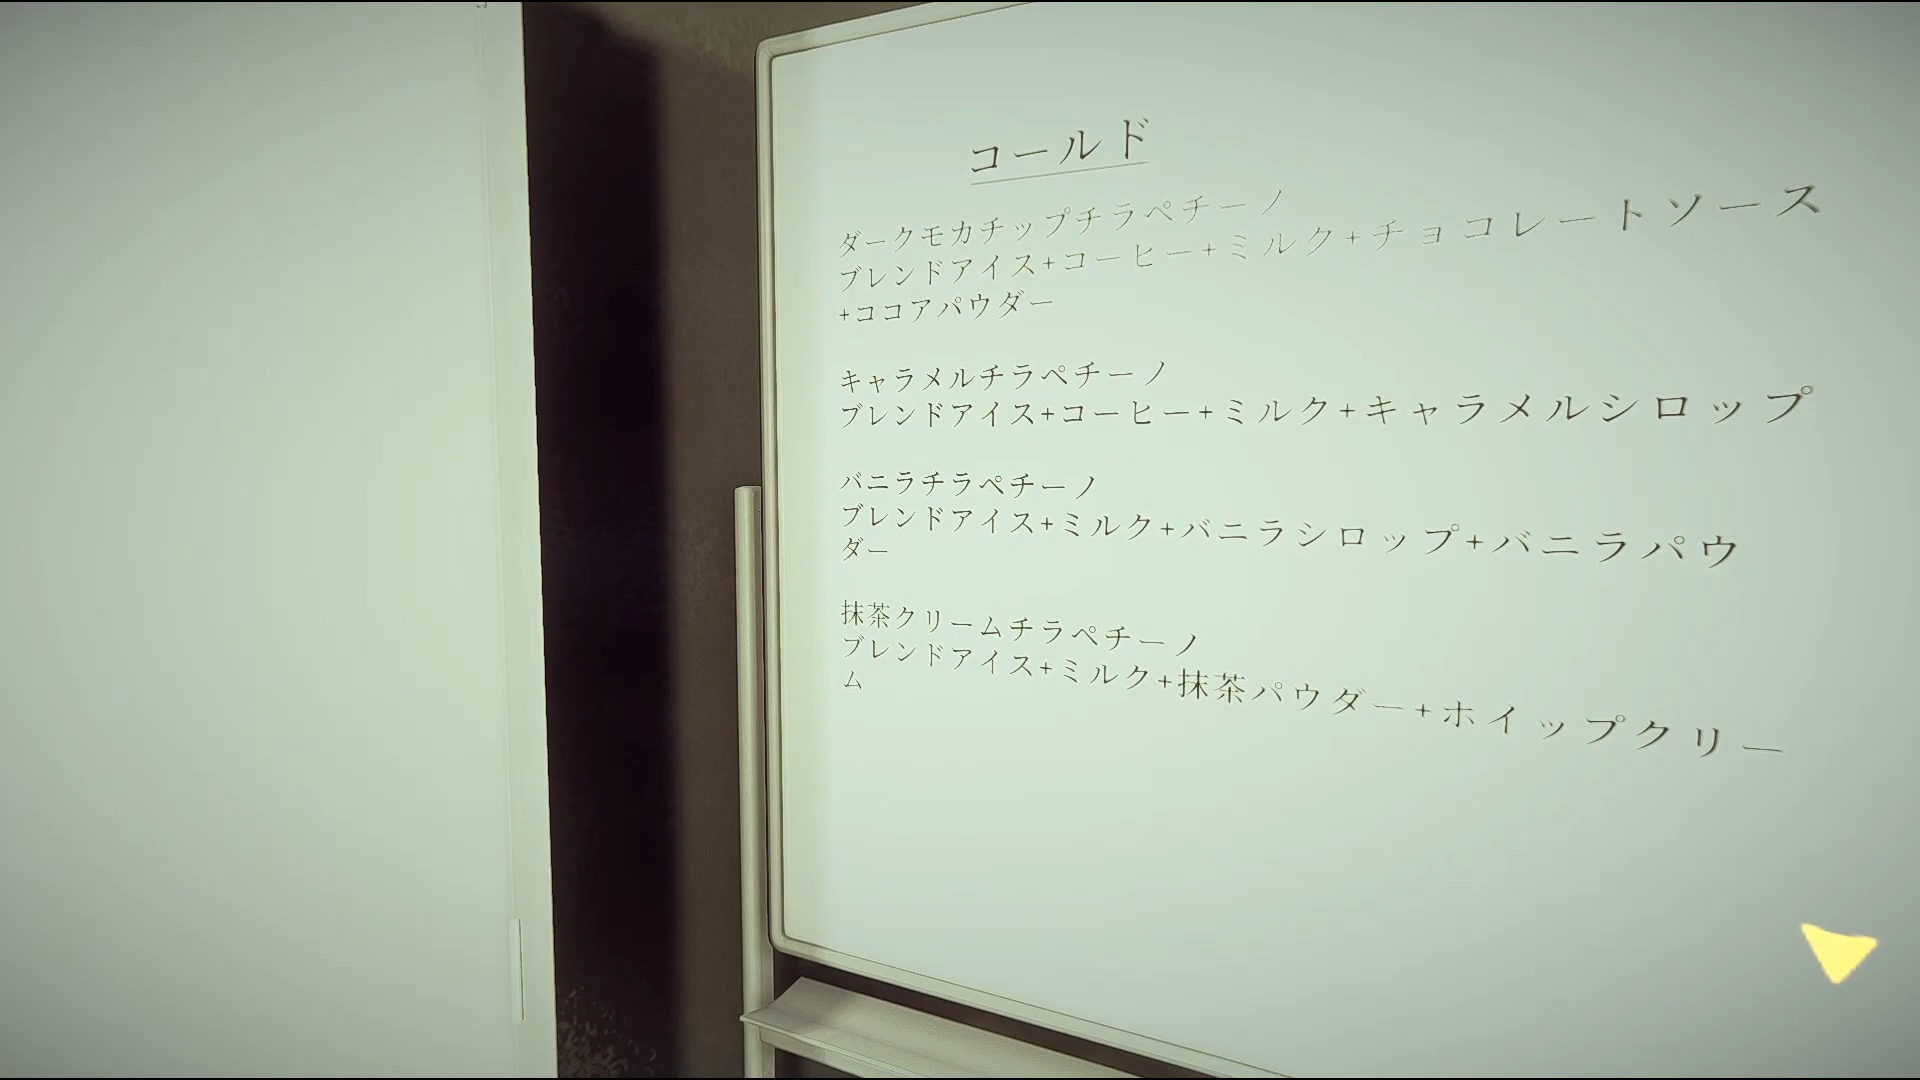 コールド
ダークモカチップチラペチーノ
ブレンドアイス+コーヒー+ミルク+チョコレートソース
+ココアパウダー
キャラメルチラペチーノ
ブレンドアイス+コーヒー+ミルク+キャラメルシロップ
バニラチラペチーノ
ブレンドアイス+ミルク+バニラシロップ+バニラパウ
ダー
抹茶クリームチラペチーノ
ブレンドアイス+ミルク+抹茶パウダー+ホイップクリー
ム